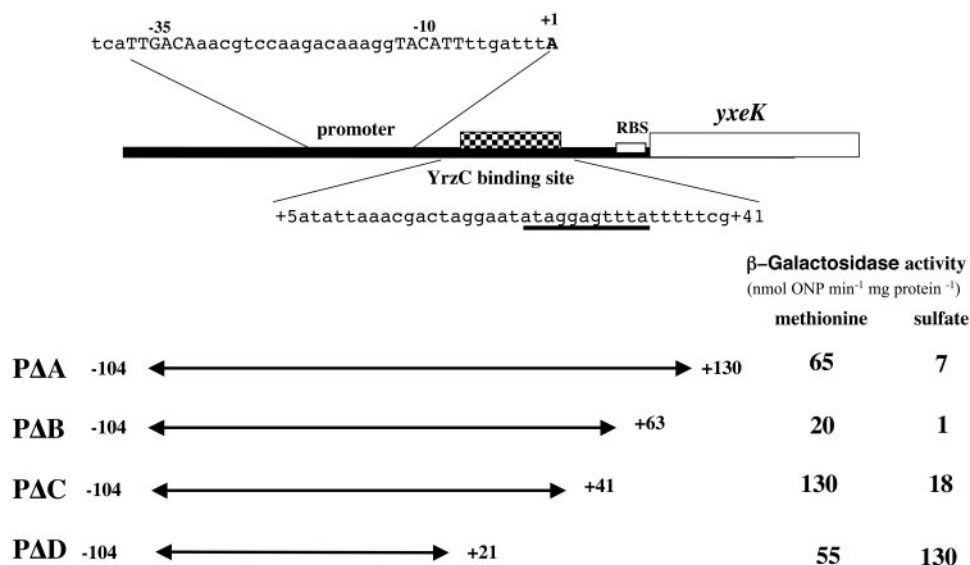 -35 -10 +1
tcaTTGACAaacgtccaagacaaaggTACATTttgatttA
promoter RBS yxeK
YrzC binding site
+5atattaaacgactaggaatataggagtttatttttcg+41
β-Galactosidase activity
(nmol ONP min-1 mg protein -1)
methionine sulfate
PΔA -104 +130 65 7
PΔB -104 +63 20 1
PΔC -104 +41 130 18
PΔD -104 +21 55 130